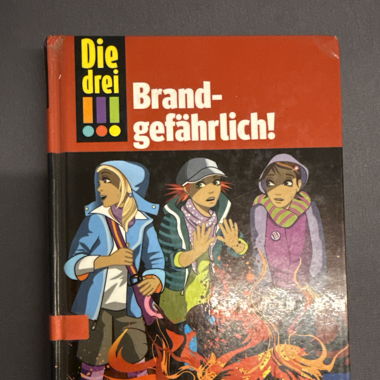 Die
drei
!!!
Brand-
gefährlich!